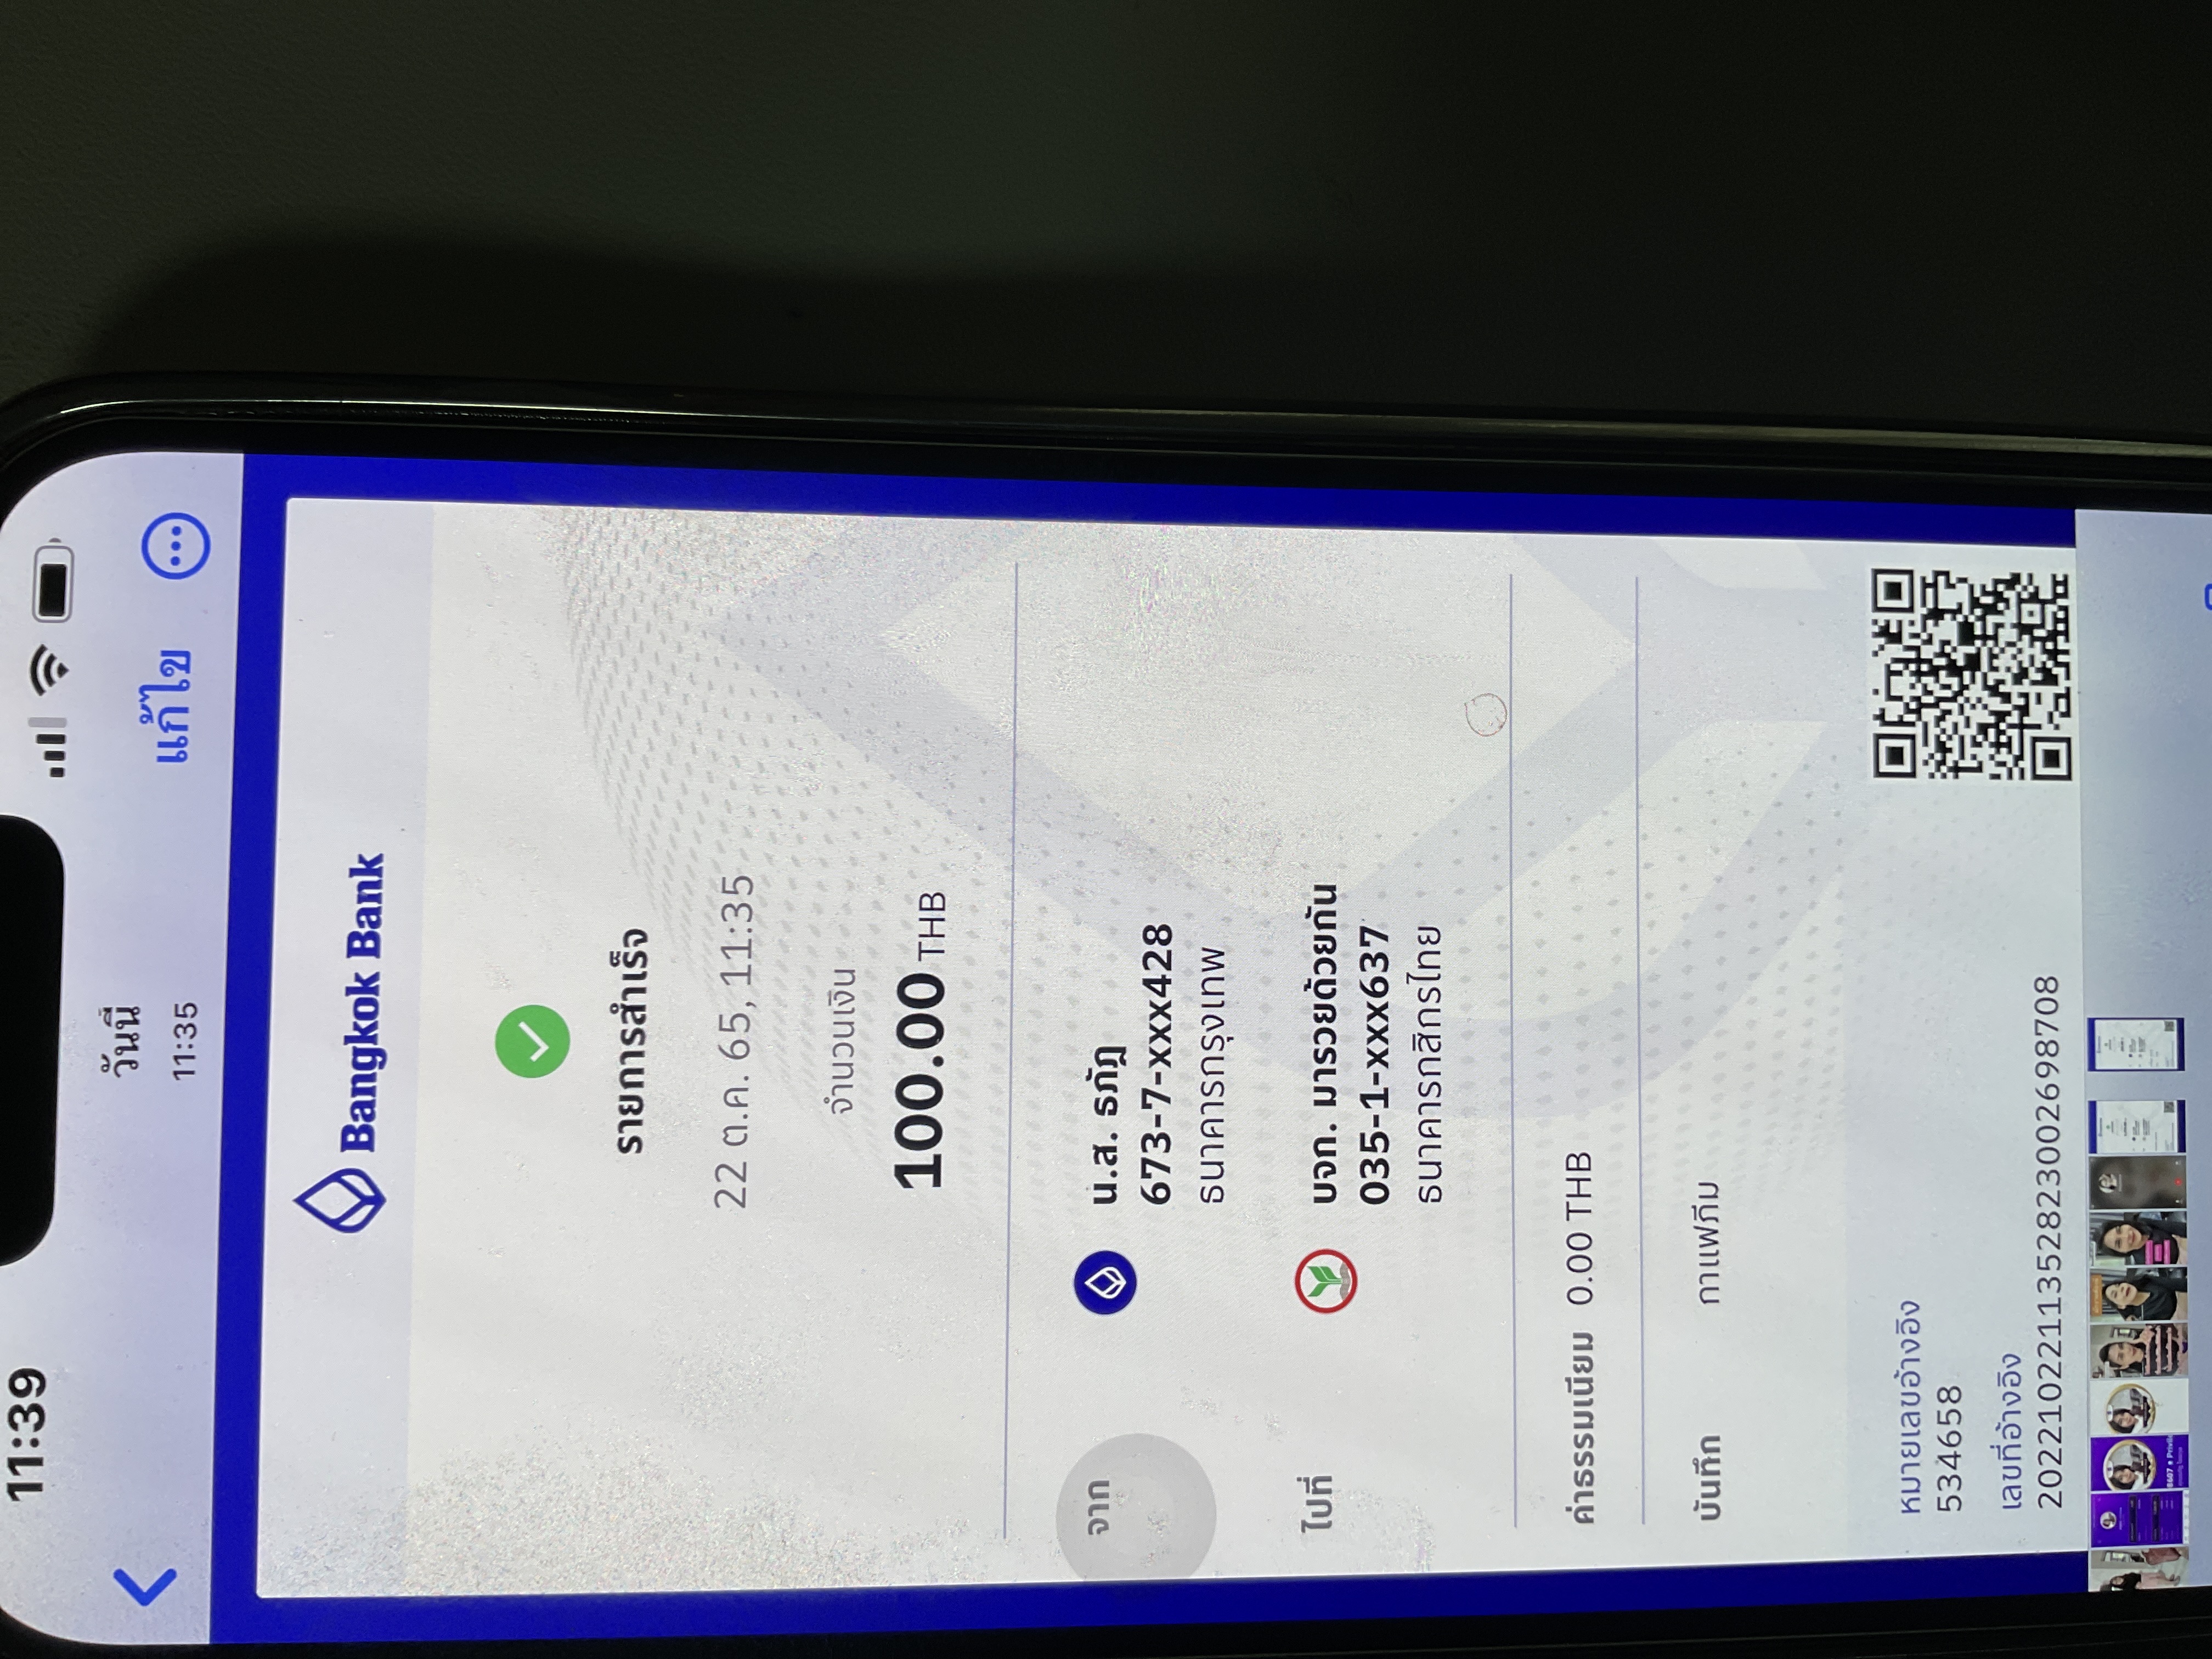 11:39
วันนี้
11:35
แก้ไข
Bangkok Bank
รายการสำเร็จ
22 ต.ค. 65, 11:35
จำนวนเงิน
100.00 THB
จาก
น.ส. ธภัฎ
673-7-xxx428
ธนาคารกรุงเทพ
ไปที่
บจก. มารวยด้วยกัน
035-1-xxx637
ธนาคารกสิกรไทย
ค่าธรรมเนียม 0.00 THB
บันทึก กาแฟภีม
หมายเลขอ้างอิง
534658
เลขที่อ้างอิง
2022102211352823002698708